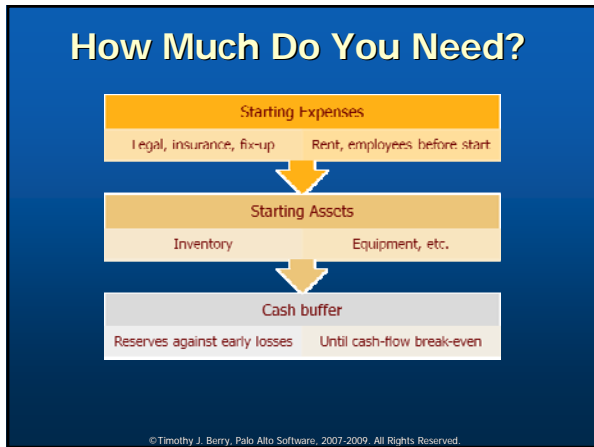 How Much Do You Need?
Starting Expenses
Legal, insurance, fix-up Rent, employees before start
Starting Assets
Inventory Equipment, etc.
Cash buffer
Reserves against early losses Until cash-flow break-even
©Timothy J. Berry, Palo Alto Software, 2007-2009. All Rights Reserved.